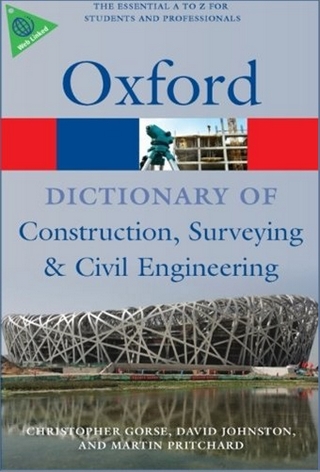 THE ESSENTIAL A TO Z FOR
STUDENTS AND PROFESSIONALS
Web Linked
Oxford
DICTIONARY OF
Construction, Surveying
& Civil Engineering
CHRISTOPHER GORSE, DAVID JOHNSTON,
AND MARTIN PRITCHARD